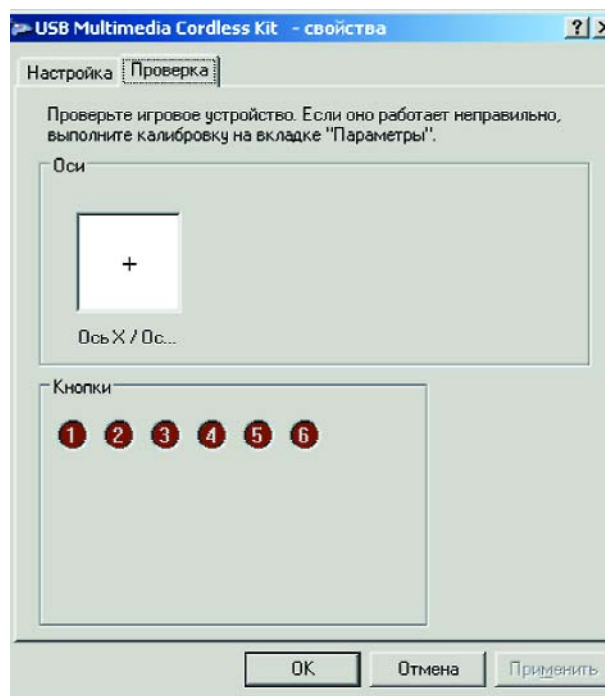 USB Multimedia Cordless Kit - свойства
Настройка Проверка
Проверьте игровое устройство. Если оно работает неправильно,
выполните калибровку на вкладке "Параметры".
Оси
+
Ось X / Ос...
Кнопки
1 2 3 4 5 6
OK Отмена Применить